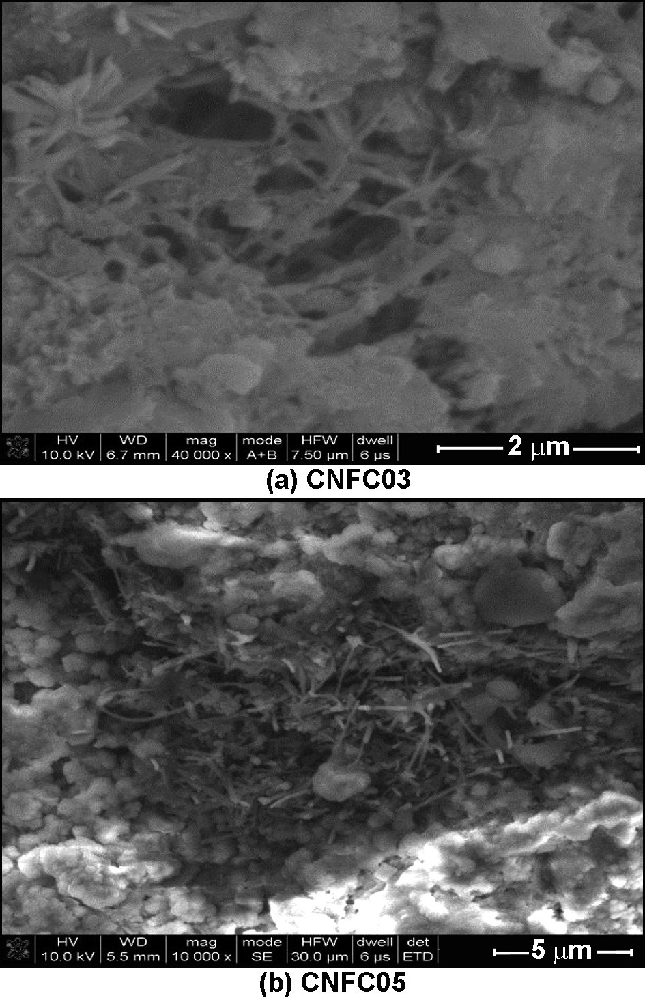 HV WD mag mode HFW dwell
10.0 kV 6.7 mm 40 000 x A+B 7.50 µm 6 µs
2 µm
(a) CNFC03
HV WD mag mode HFW dwell det
10.0 kV 5.5 mm 10 000 x SE 30.0 µm 6 µs ETD
5 µm
(b) CNFC05